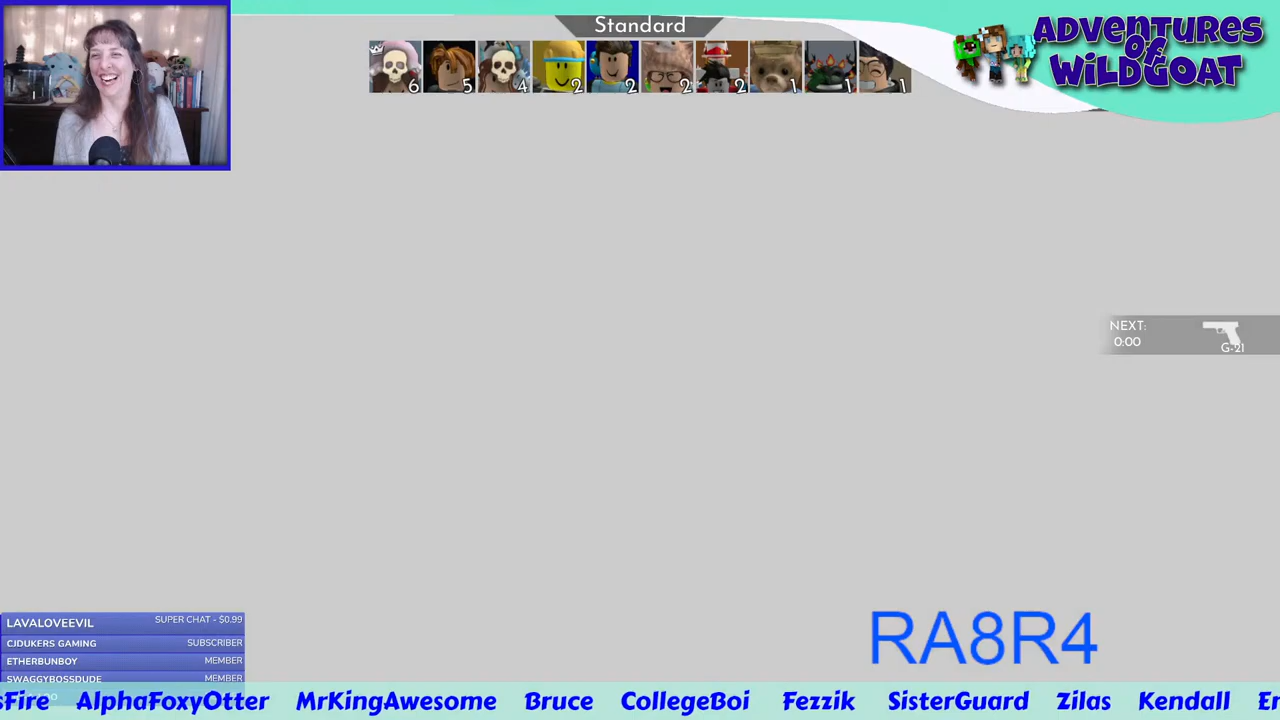 Standard
6 5 4 2 2 2 2 1 1 1
ADVENTURES
OF
WILDGOAT
NEXT:
0:00
G-21
LAVALOVEEVIL SUPER CHAT - $0.99
CJDUKERS GAMING SUBSCRIBER
ETHERBUNBOY MEMBER
SWAGGYBOSSDUDE MEMBER
RA8R4
sFire AlphaFoxyOtter MrKingAwesome Bruce CollegeBoi Fezzik SisterGuard Zilas Kendall